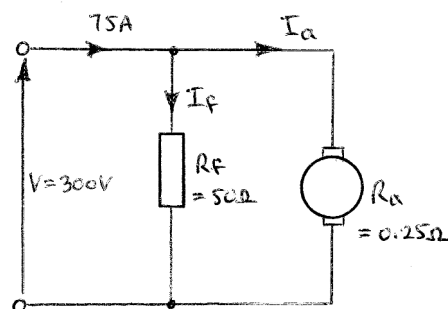 75A
Ia
If
V=300V
Rf
= 50Ω
Ra
= 0.25Ω